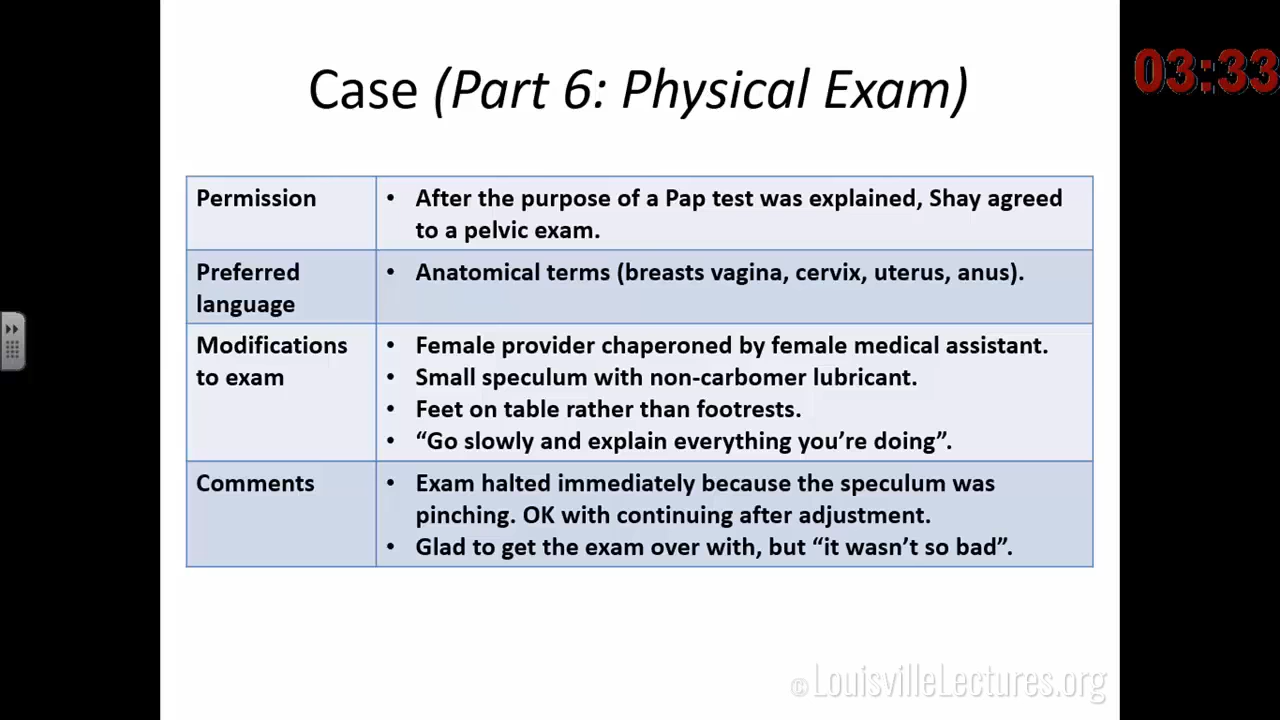 03:33
Case (Part 6: Physical Exam)
Permission
• After the purpose of a Pap test was explained, Shay agreed
to a pelvic exam.
Preferred
language
• Anatomical terms (breasts vagina, cervix, uterus, anus).
Modifications
to exam
• Female provider chaperoned by female medical assistant.
• Small speculum with non-carbomer lubricant.
• Feet on table rather than footrests.
• “Go slowly and explain everything you’re doing”.
Comments
• Exam halted immediately because the speculum was
pinching. OK with continuing after adjustment.
• Glad to get the exam over with, but “it wasn’t so bad”.
©LouisvilleLectures.org